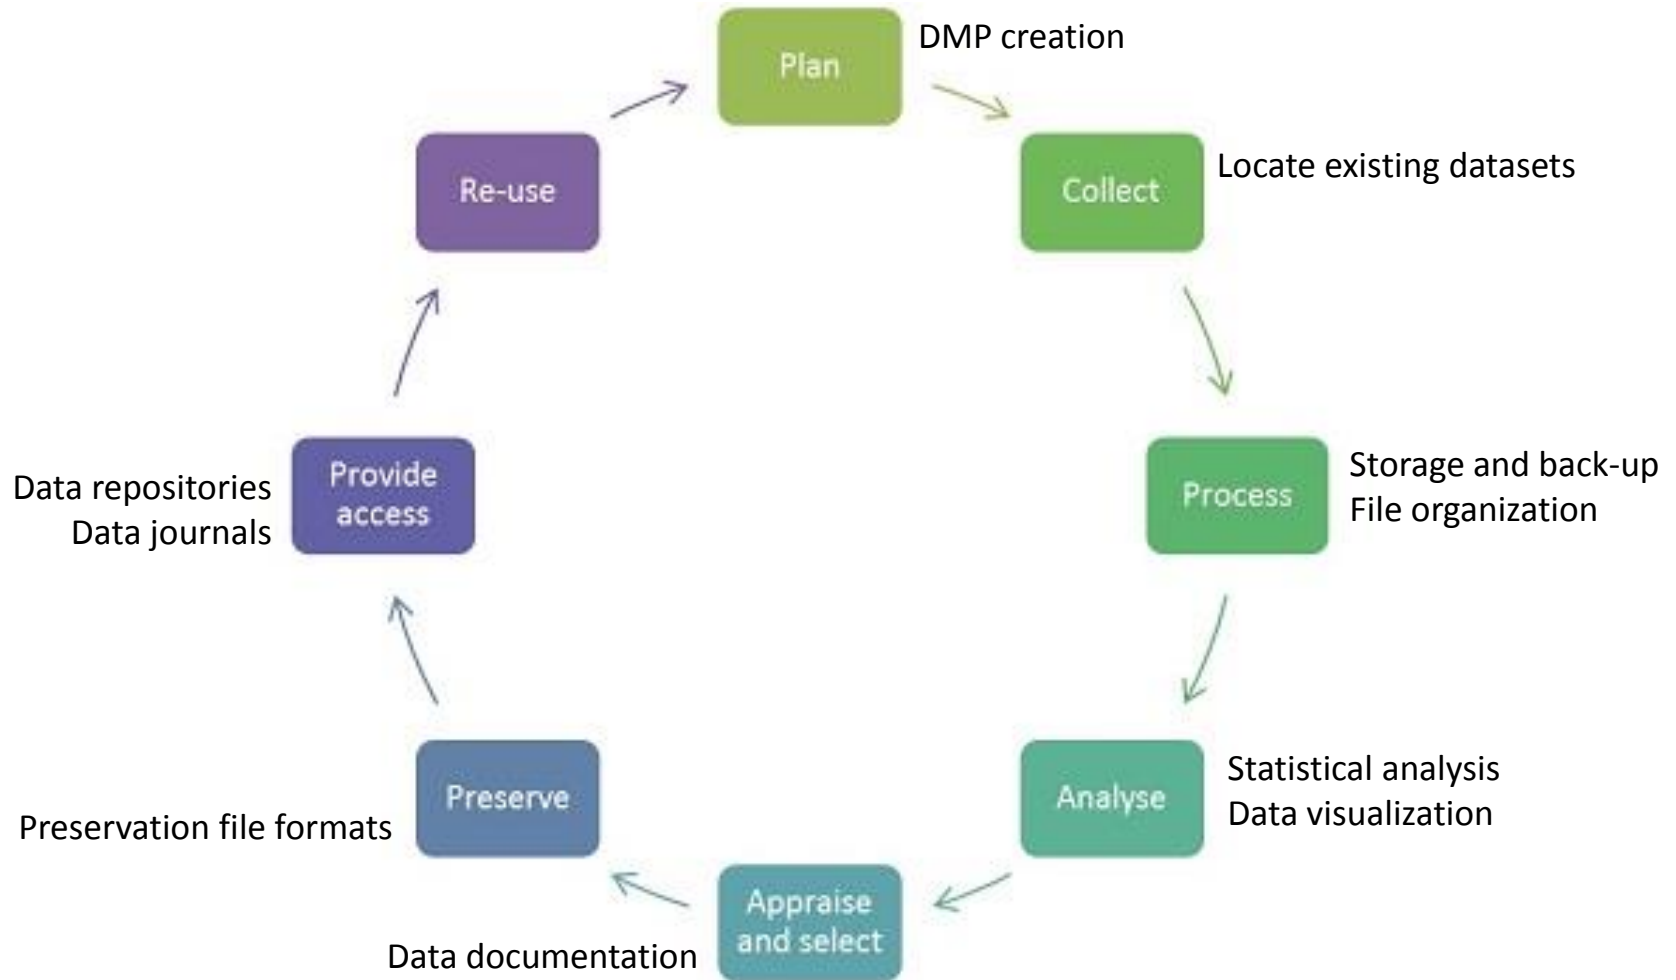 Plan
DMP creation
Collect
Locate existing datasets
Process
Storage and back-up
File organization
Analyse
Statistical analysis
Data visualization
Appraise
and select
Data documentation
Preserve
Preservation file formats
Provide
access
Data repositories
Data journals
Re-use